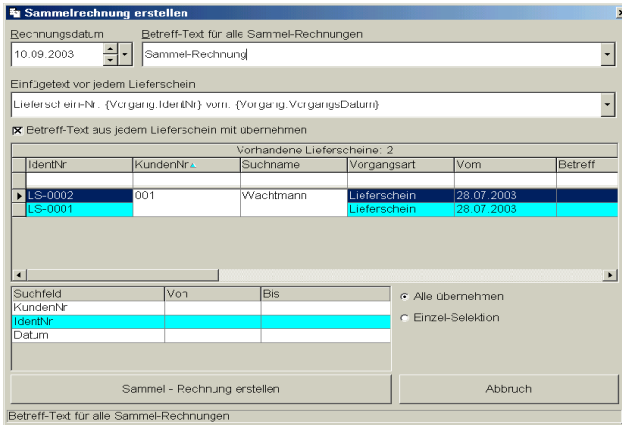 Sammelrechnung erstellen
Rechnungsdatum Betreff-Text für alle Sammel-Rechnungen
10.09.2003 Sammel-Rechnung
Einfügetext vor jedem Lieferschein
Lieferschein-Nr. {Vorgang.IdentNr} vom: {Vorgang.VorgangsDatum}
Betreff-Text aus jedem Lieferschein mit übernehmen
Vorhandene Lieferscheine: 2
IdentNr KundenNr Suchname Vorgangsart Vom Betreff
LS-0002 001 Wachtmann Lieferschein 28.07.2003
LS-0001 Lieferschein 28.07.2003
Suchfeld Von Bis
KundenNr
IdentNr
Datum
Alle übernehmen
Einzel-Selektion
Sammel - Rechnung erstellen Abbruch
Betreff-Text für alle Sammel-Rechnungen